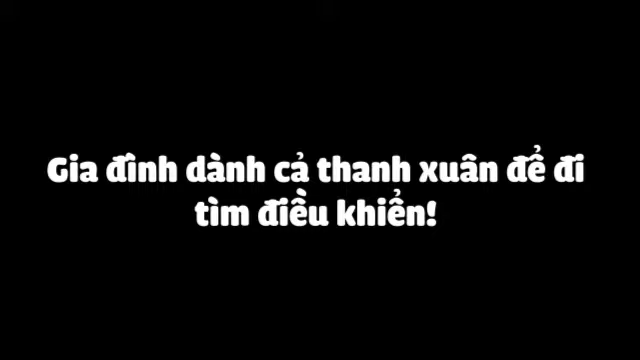 Gia đình dành cả thanh xuân để đi
tìm điều khiển!